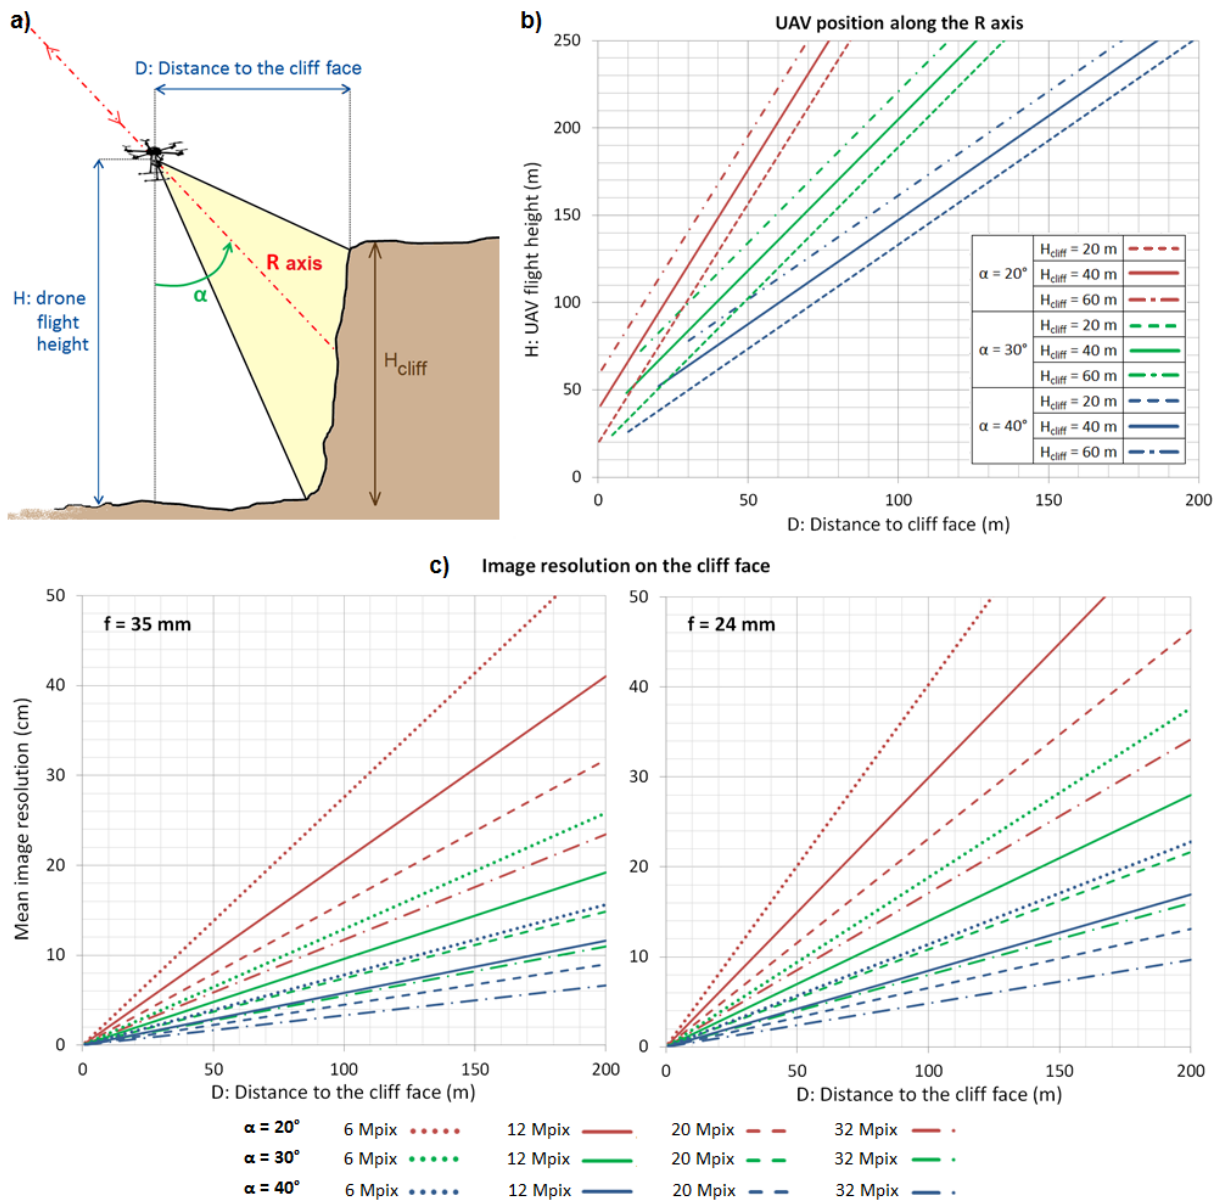 a)
D: Distance to the cliff face
R axis
α
H: drone
flight
height
Hcliff
b)
UAV position along the R axis
H: UAV flight height (m)
250
200
150
100
50
0
0 50 100 150 200
D: Distance to cliff face (m)
α = 20°
Hcliff = 20 m
Hcliff = 40 m
Hcliff = 60 m
α = 30°
Hcliff = 20 m
Hcliff = 40 m
Hcliff = 60 m
α = 40°
Hcliff = 20 m
Hcliff = 40 m
Hcliff = 60 m
c) Image resolution on the cliff face
f = 35 mm
Mean image resolution (cm)
50
40
30
20
10
0
0 50 100 150 200
D: Distance to the cliff face (m)
f = 24 mm
50
40
30
20
10
0
0 50 100 150 200
D: Distance to the cliff face (m)
α = 20° 6 Mpix 12 Mpix 20 Mpix 32 Mpix
α = 30° 6 Mpix 12 Mpix 20 Mpix 32 Mpix
α = 40° 6 Mpix 12 Mpix 20 Mpix 32 Mpix